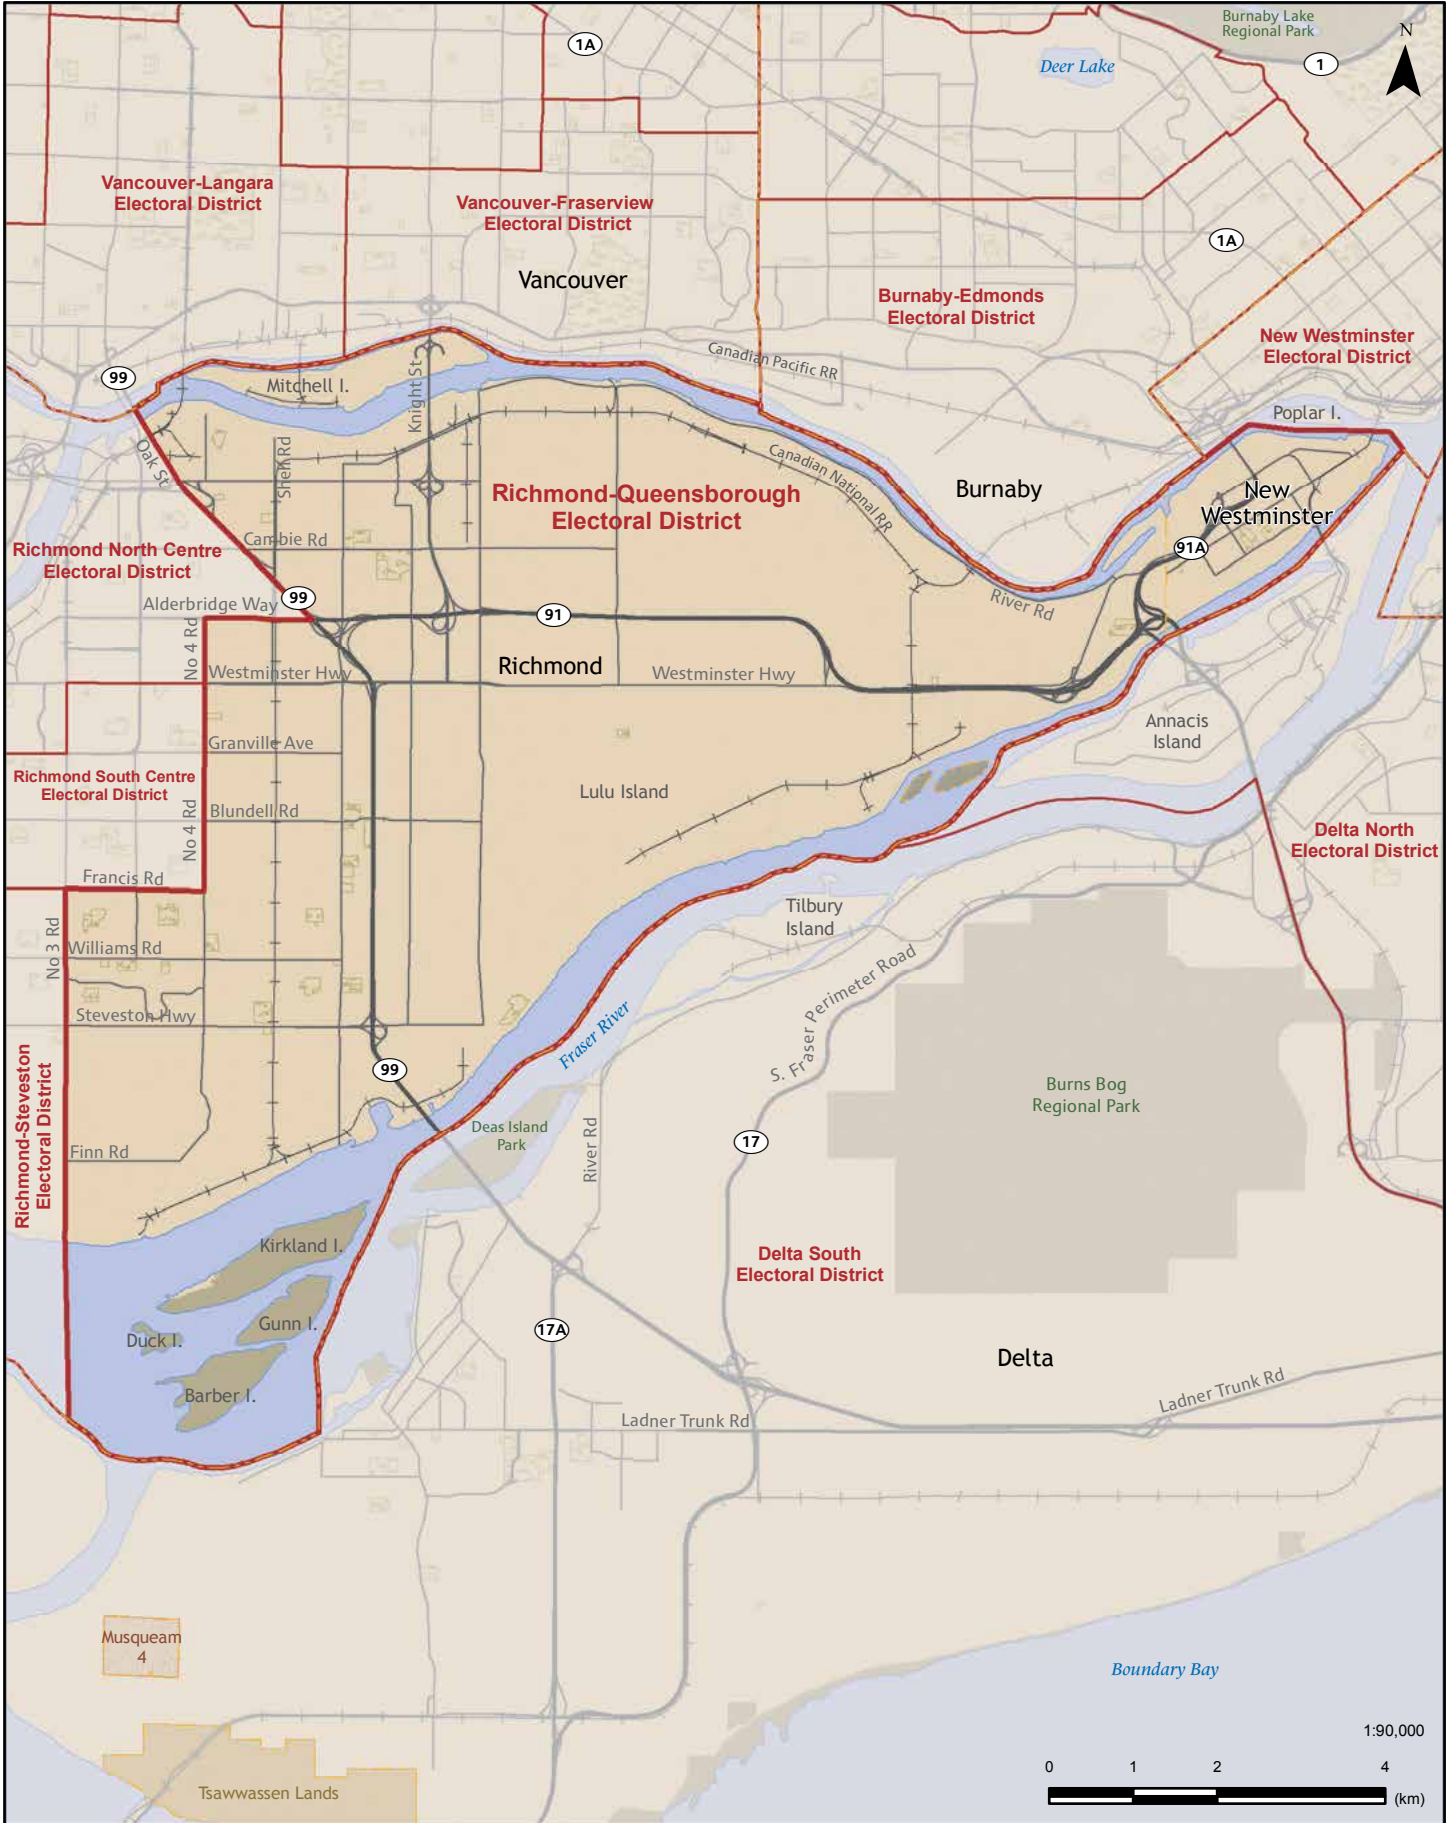 Burnaby Lake
Regional Park
N
1A
1
Deer Lake
Vancouver-Langara
Electoral District
Vancouver-Fraserview
Electoral District
1A
Vancouver
Burnaby-Edmonds
Electoral District
New Westminster
Electoral District
99
Canadian Pacific RR
Mitchell I.
Knight St
Poplar I.
Oak St
Shell Rd
Canadian National RR
Richmond-Queensborough
Electoral District
Burnaby
New
Westminster
Cambie Rd
91A
Richmond North Centre
Electoral District
99
Alderbridge Way
91
River Rd
No 4 Rd
Richmond
Westminster Hwy
Westminster Hwy
Annacis
Island
Granville Ave
Richmond South Centre
Electoral District
Lulu Island
No 4 Rd
Blundell Rd
Delta North
Electoral District
Francis Rd
Tilbury
Island
No 3 Rd
Williams Rd
S. Fraser Perimeter Road
Steveston Hwy
Fraser River
99
Richmond-Steveston
Electoral District
Burns Bog
Regional Park
Deas Island
Park
River Rd
17
Finn Rd
Kirkland I.
Delta South
Electoral District
Gunn I.
Duck I.
17A
Delta
Barber I.
Ladner Trunk Rd
Ladner Trunk Rd
Musqueam
4
Boundary Bay
1:90,000
0 1 2 4
(km)
Tsawwassen Lands